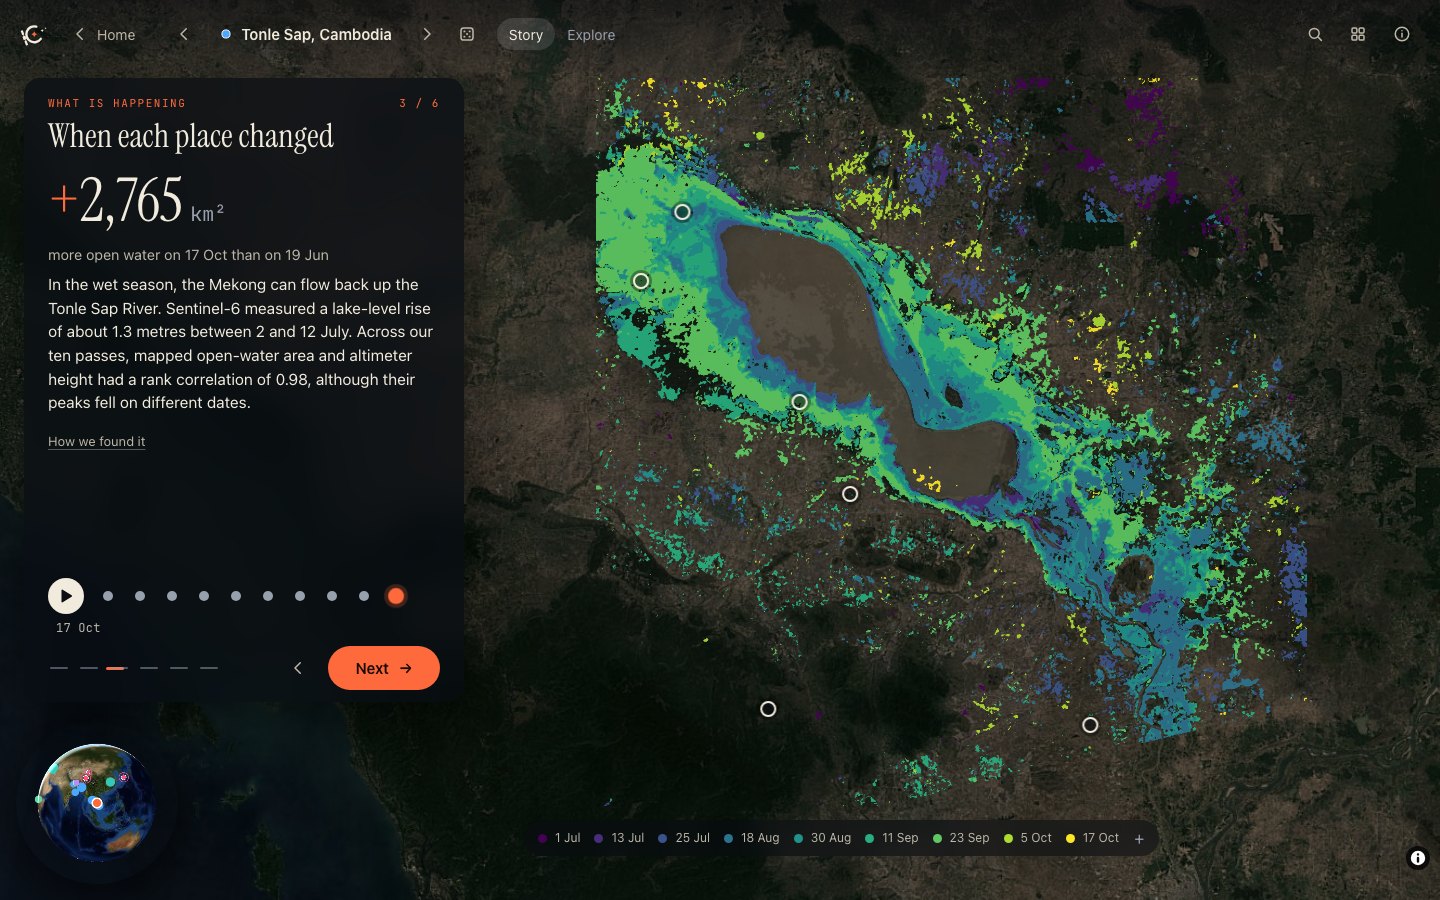 Home
Tonle Sap, Cambodia
Story
Explore
WHAT IS HAPPENING
3 / 6
When each place changed
+2,765 km²
more open water on 17 Oct than on 19 Jun
In the wet season, the Mekong can flow back up the
Tonle Sap River. Sentinel-6 measured a lake-level rise
of about 1.3 metres between 2 and 12 July. Across our
ten passes, mapped open-water area and altimeter
height had a rank correlation of 0.98, although their
peaks fell on different dates.
How we found it
17 Oct
Next
1 Jul
13 Jul
25 Jul
18 Aug
30 Aug
11 Sep
23 Sep
5 Oct
17 Oct
+